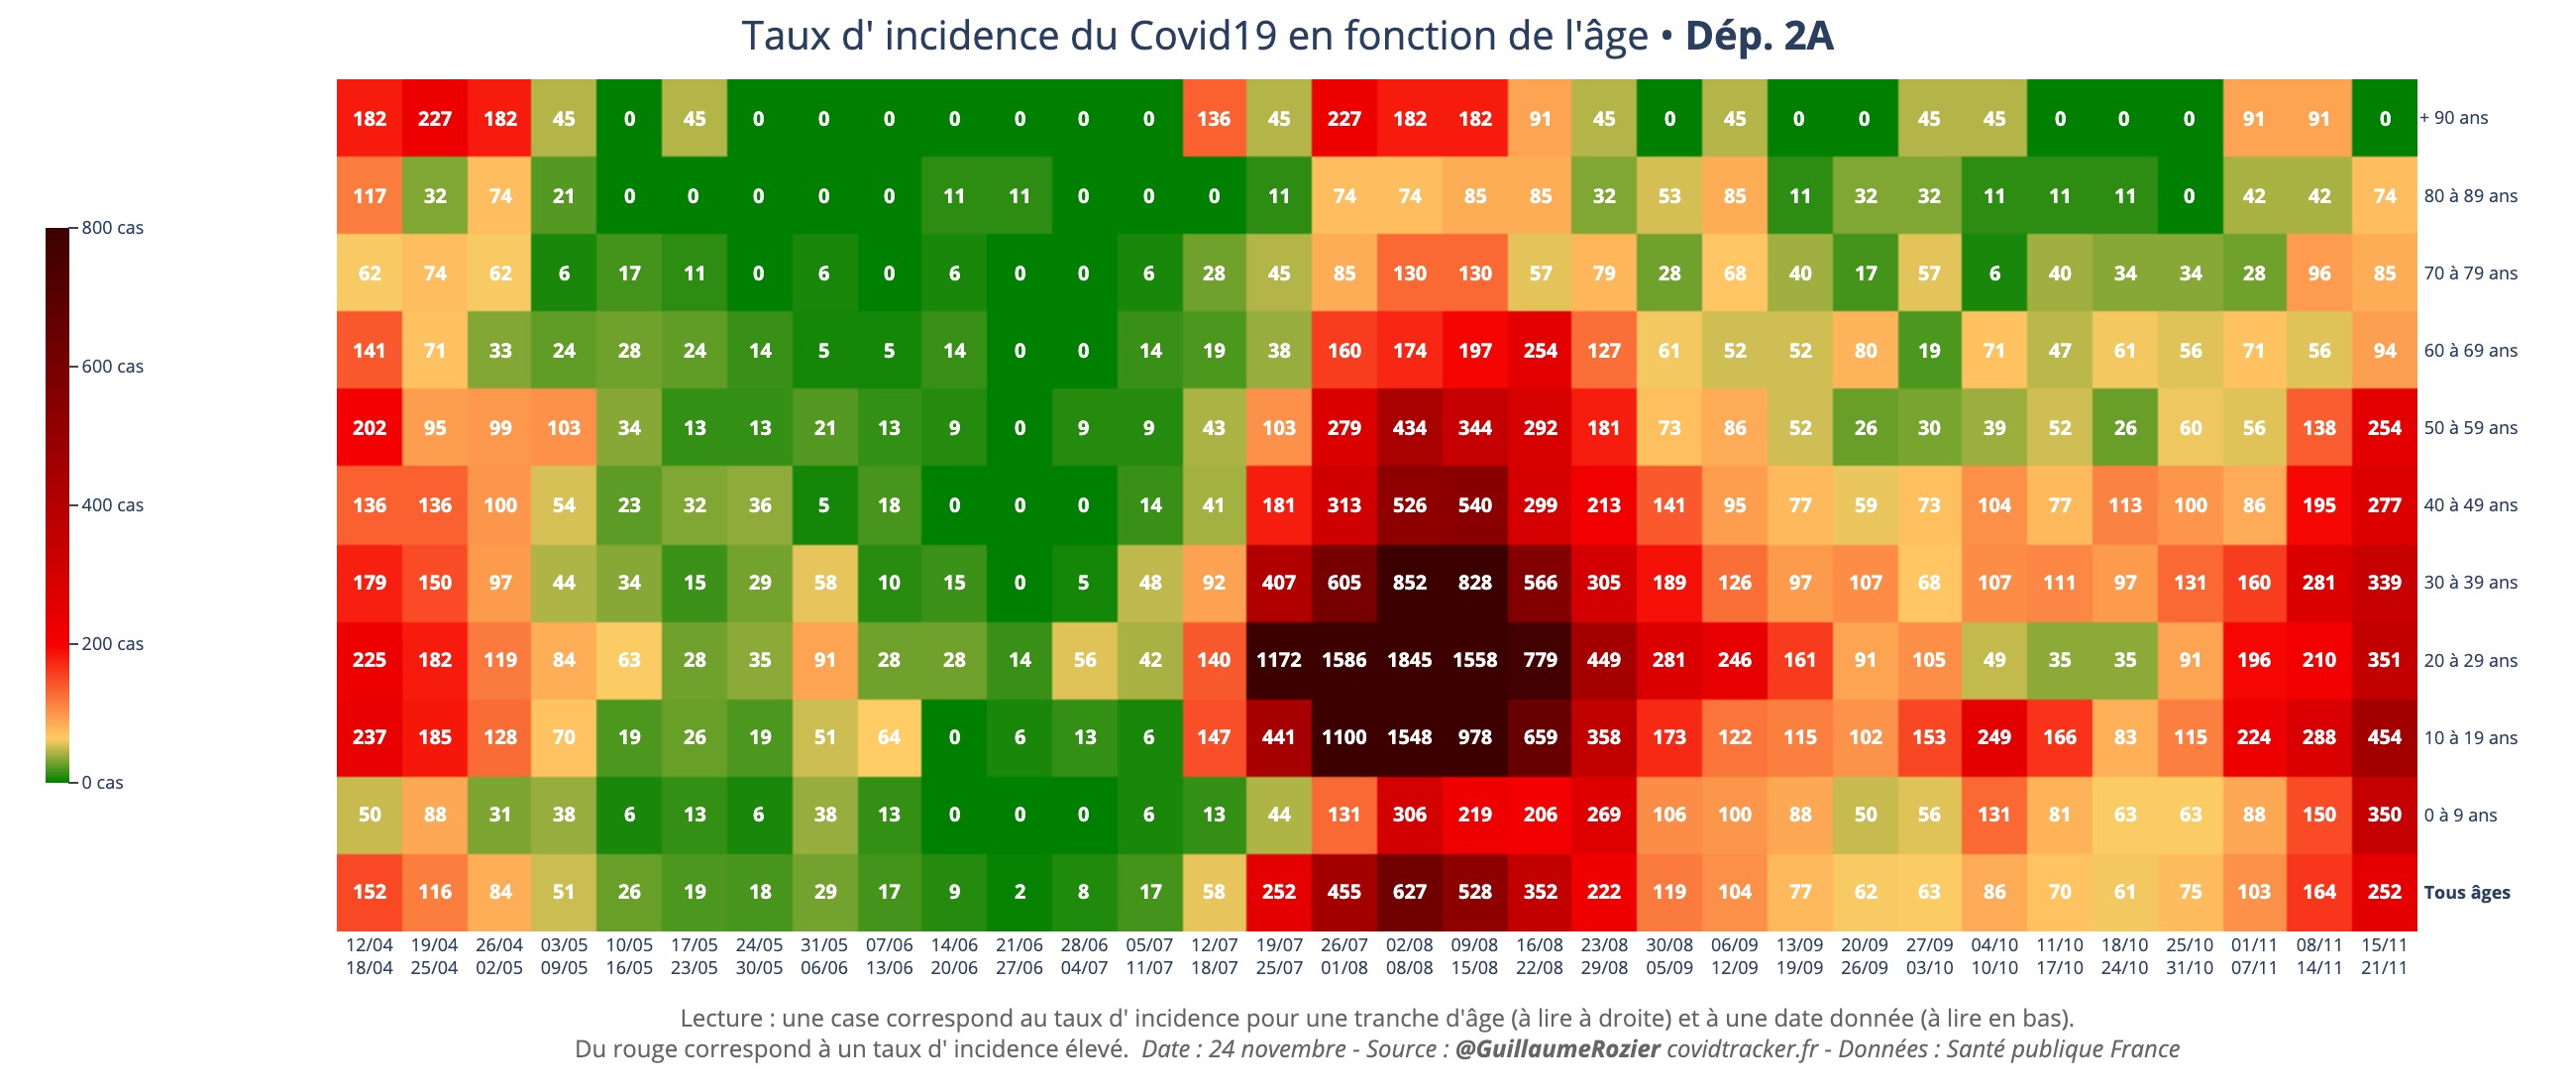 Taux d' incidence du Covid19 en fonction de l'âge • Dép. 2A
182 227 182 45 0 45 0 0 0 0 0 0 0 136 45 227 182 182 91 45 0 45 0 0 45 45 0 0 0 91 91 0 + 90 ans
117 32 74 21 0 0 0 0 0 11 11 0 0 0 11 74 74 85 85 32 53 85 11 32 32 11 11 11 0 42 42 74 80 à 89 ans
800 cas
62 74 62 6 17 11 0 6 0 6 0 0 6 28 45 85 130 130 57 79 28 68 40 17 57 6 40 34 34 28 96 85 70 à 79 ans
141 71 33 24 28 24 14 5 5 14 0 0 14 19 38 160 174 197 254 127 61 52 52 80 19 71 47 61 56 71 56 94 60 à 69 ans
600 cas
202 95 99 103 34 13 13 21 13 9 0 9 9 43 103 279 434 344 292 181 73 86 52 26 30 39 52 26 60 56 138 254 50 à 59 ans
400 cas
136 136 100 54 23 32 36 5 18 0 0 0 14 41 181 313 526 540 299 213 141 95 77 59 73 104 77 113 100 86 195 277 40 à 49 ans
179 150 97 44 34 15 29 58 10 15 0 5 48 92 407 605 852 828 566 305 189 126 97 107 68 107 111 97 131 160 281 339 30 à 39 ans
200 cas
225 182 119 84 63 28 35 91 28 28 14 56 42 140 1172 1586 1845 1558 779 449 281 246 161 91 105 49 35 35 91 196 210 351 20 à 29 ans
237 185 128 70 19 26 19 51 64 0 6 13 6 147 441 1100 1548 978 659 358 173 122 115 102 153 249 166 83 115 224 288 454 10 à 19 ans
0 cas
50 88 31 38 6 13 6 38 13 0 0 0 6 13 44 131 306 219 206 269 106 100 88 50 56 131 81 63 63 88 150 350 0 à 9 ans
152 116 84 51 26 19 18 29 17 9 2 8 17 58 252 455 627 528 352 222 119 104 77 62 63 86 70 61 75 103 164 252 Tous âges
12/04 19/04 26/04 03/05 10/05 17/05 24/05 31/05 07/06 14/06 21/06 28/06 05/07 12/07 19/07 26/07 02/08 09/08 16/08 23/08 30/08 06/09 13/09 20/09 27/09 04/10 11/10 18/10 25/10 01/11 08/11 15/11
18/04 25/04 02/05 09/05 16/05 23/05 30/05 06/06 13/06 20/06 27/06 04/07 11/07 18/07 25/07 01/08 08/08 15/08 22/08 29/08 05/09 12/09 19/09 26/09 03/10 10/10 17/10 24/10 31/10 07/11 14/11 21/11
Lecture : une case correspond au taux d' incidence pour une tranche d'âge (à lire à droite) et à une date donnée (à lire en bas).
Du rouge correspond à un taux d' incidence élevé. Date : 24 novembre - Source : @GuillaumeRozier covidtracker.fr - Données : Santé publique France